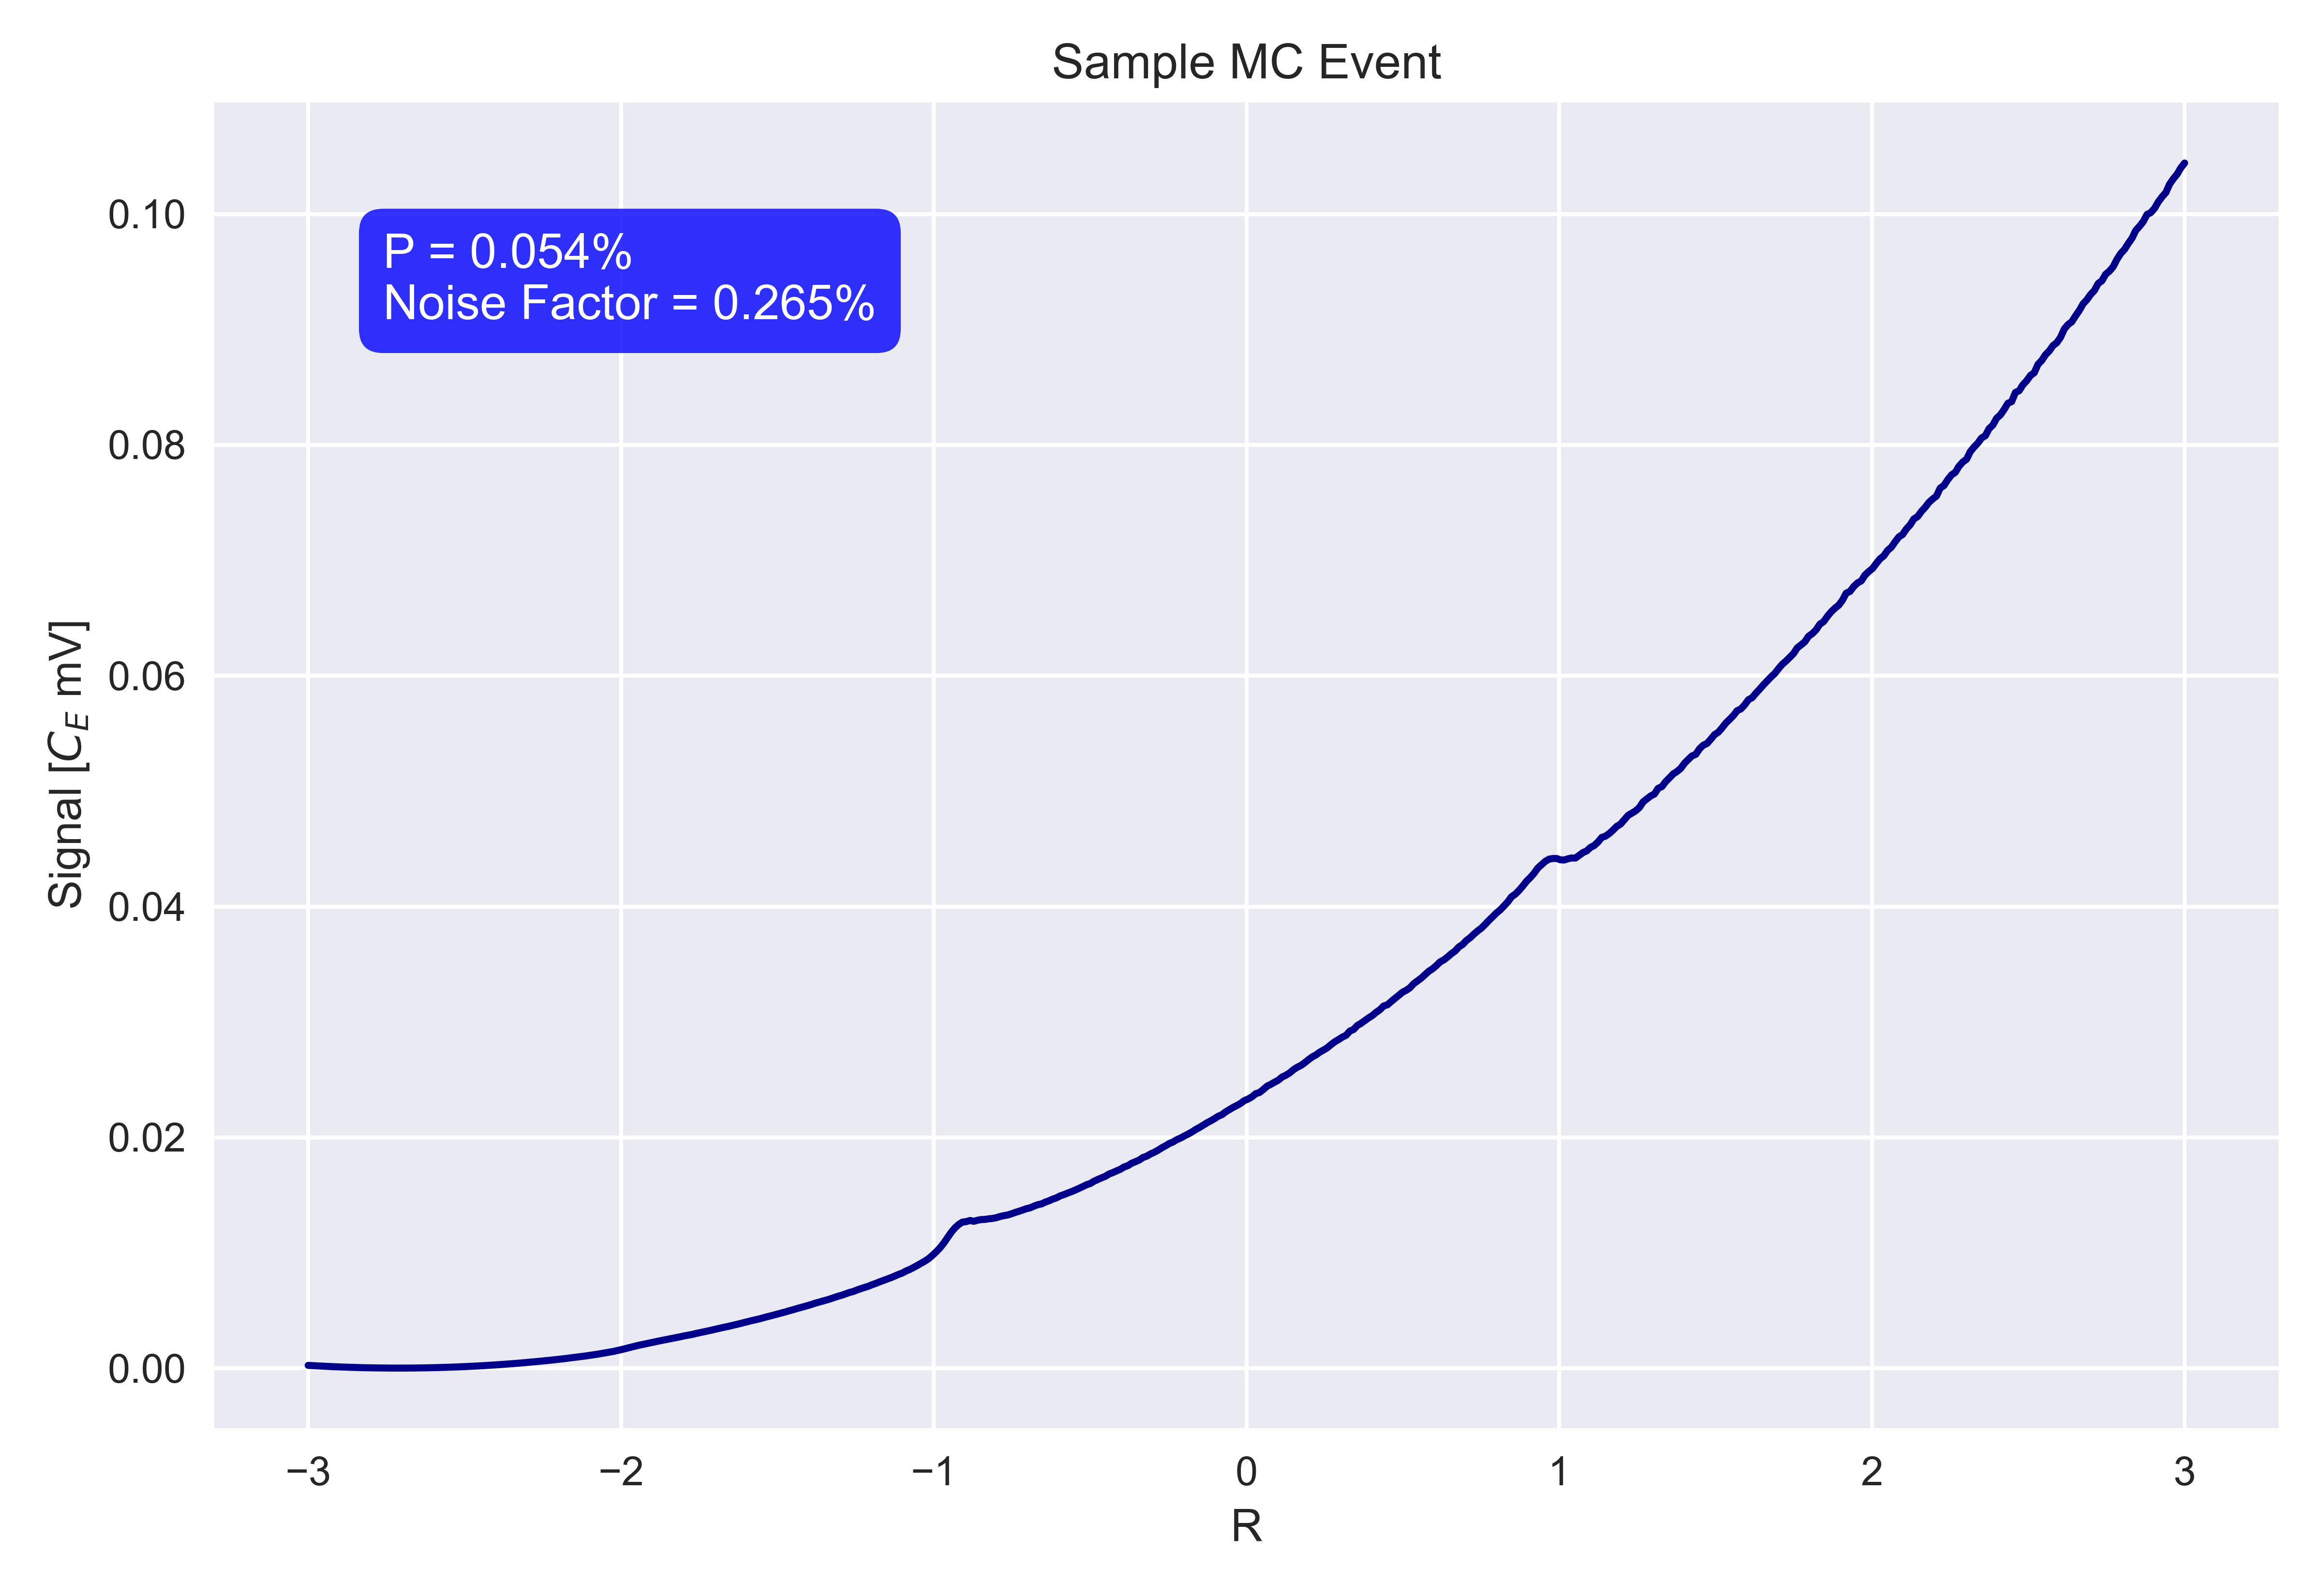 Sample MC Event
P = 0.054%
Noise Factor = 0.265%
Signal [$C_E$ mV]
0.10
0.08
0.06
0.04
0.02
0.00
−3 −2 −1 0 1 2 3
R